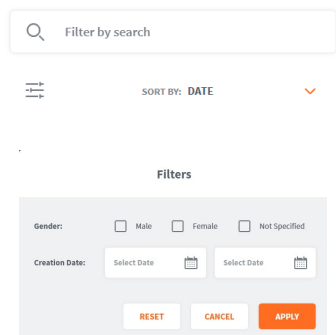 Filter by search
SORT BY: DATE
Filters
Gender: Male Female Not Specified
Creation Date: Select Date Select Date
RESET CANCEL APPLY